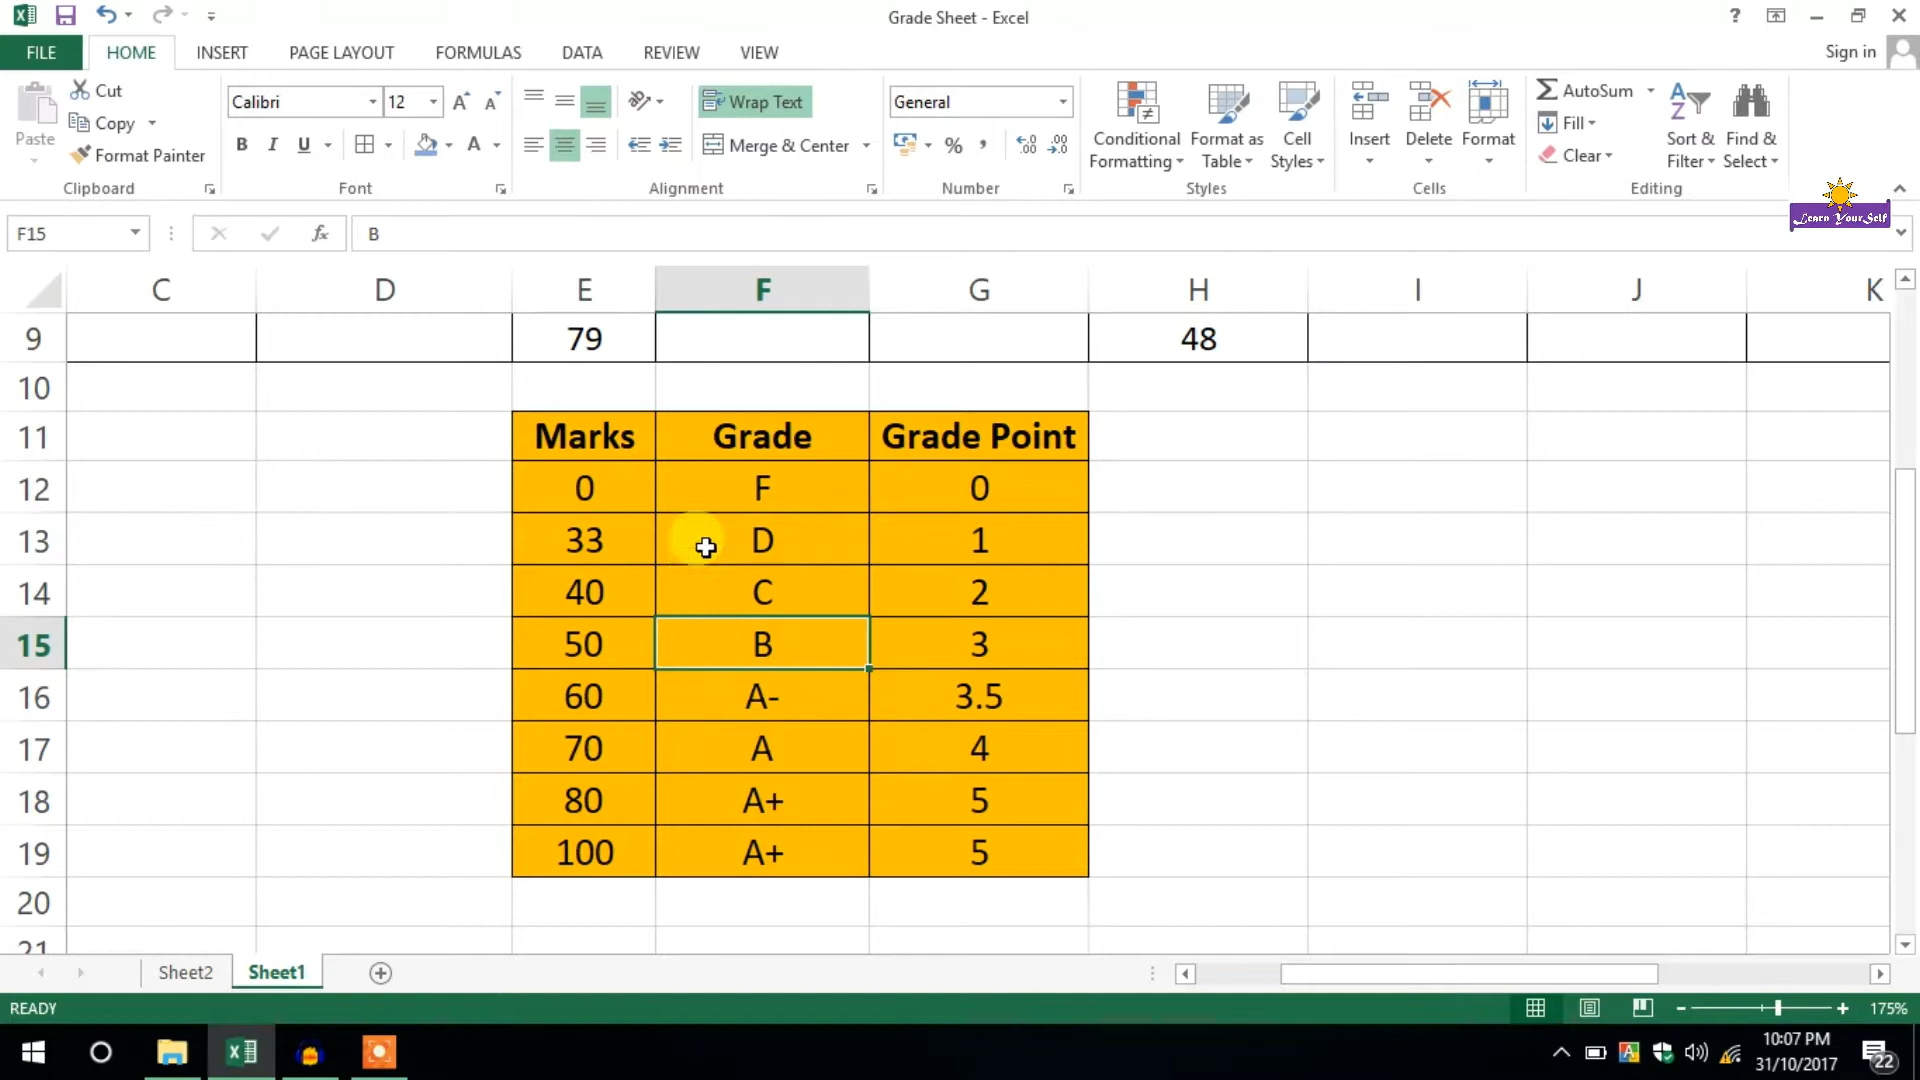 Grade Sheet - Excel
?
FILE HOME INSERT PAGE LAYOUT FORMULAS DATA REVIEW VIEW Sign in
Paste
Cut
Copy
Format Painter
Clipboard
Calibri 12
B I U A
Font
Wrap Text
Merge & Center
Alignment
General
%
Number
Conditional Formatting
Format as Table
Cell Styles
Styles
Insert Delete Format
Cells
AutoSum
Fill
Clear
Sort & Filter
Find & Select
Editing
Learn YourSelf
F15 fx B
C D E F G H I J K
9 79 48
10
11 Marks Grade Grade Point
12 0 F 0
13 33 D 1
14 40 C 2
15 50 B 3
16 60 A- 3.5
17 70 A 4
18 80 A+ 5
19 100 A+ 5
20
21
Sheet2 Sheet1
READY 175%
10:07 PM
31/10/2017
22